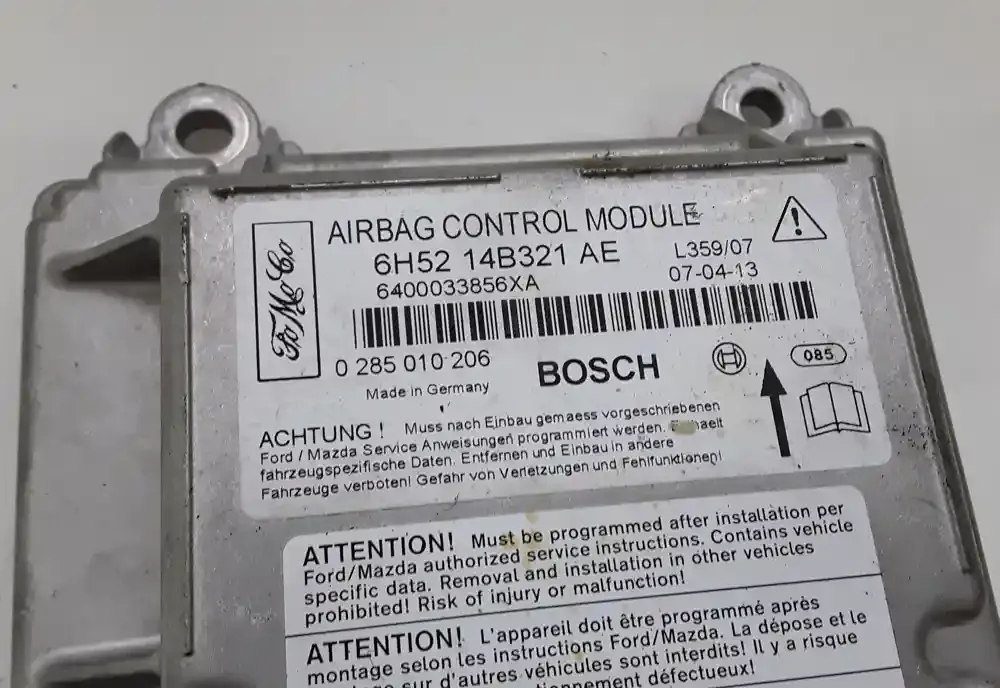 AIRBAG CONTROL MODULE
6H52 14B321 AE
L359/07
6400033856XA
07-04-13
FoMoCo
0 285 010 206
BOSCH
085
Made in Germany
ACHTUNG! Muss nach Einbau gemaess vorgeschriebenen
Ford / Mazda Service Anweisungen programmiert werden.
fahrzeugspezifische Daten. Entfernen und Einbau in andere
Fahrzeuge verboten! Gefahr von Verletzungen und Fehlfunktionen!
ATTENTION! Must be programmed after installation per
Ford/Mazda authorized service instructions. Contains vehicle
specific data. Removal and installation in other vehicles
prohibited! Risk of injury or malfunction!
ATTENTION! L'appareil doit être programmé après
montage selon les instructions Ford/Mazda. La dépose et le
sur d'autres véhicules sont interdits! Il y a risque
défectueux!